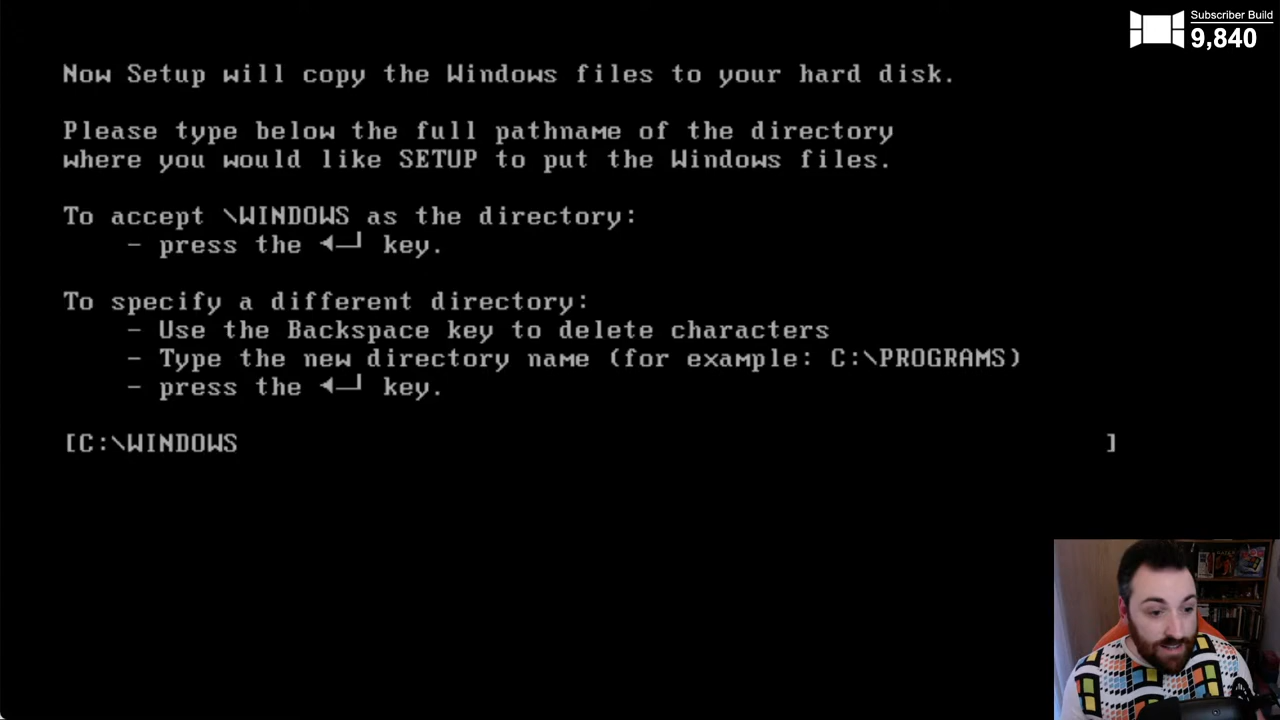 Subscriber Build
9,840
Now Setup will copy the Windows files to your hard disk.
Please type below the full pathname of the directory
where you would like SETUP to put the Windows files.
To accept \WINDOWS as the directory:
- press the ◄─┘ key.
To specify a different directory:
- Use the Backspace key to delete characters
- Type the new directory name (for example: C:\PROGRAMS)
- press the ◄─┘ key.
[C:\WINDOWS ]